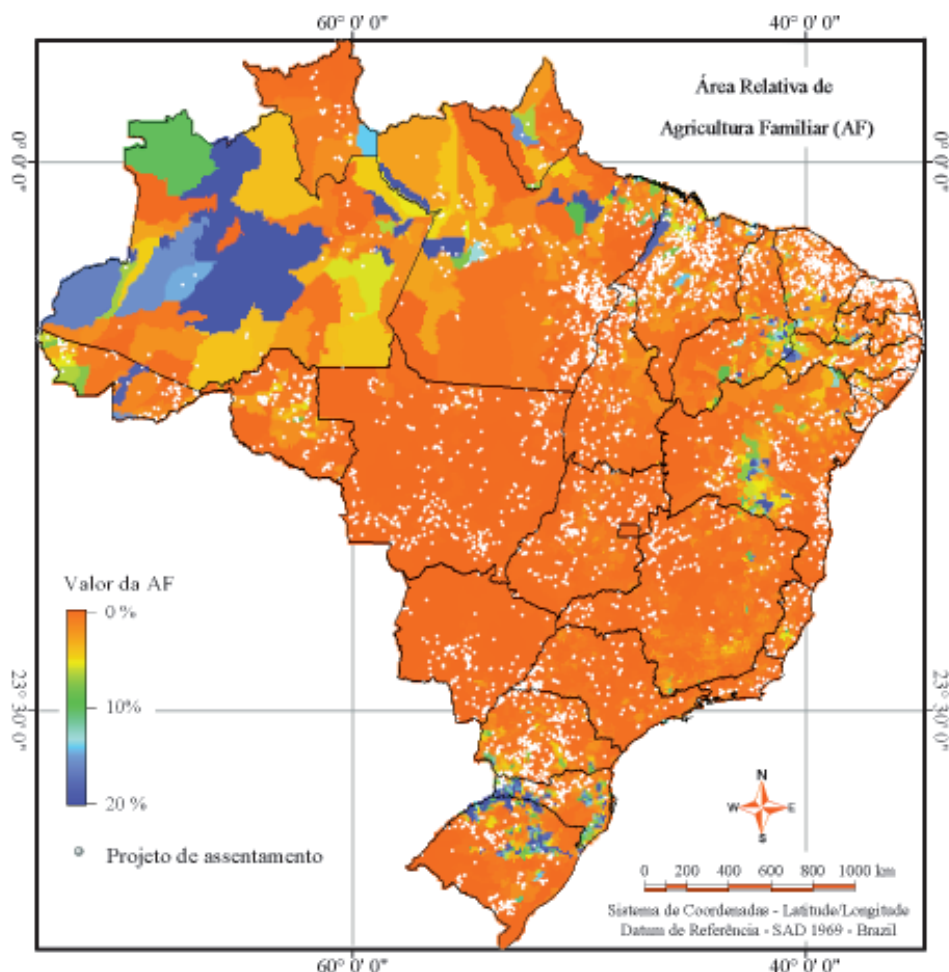 60° 0' 0"
40° 0' 0"
Área Relativa de
Agricultura Familiar (AF)
0° 0' 0"
0° 0' 0"
Valor da AF
0 %
10%
20 %
23° 30' 0"
23° 30' 0"
Projeto de assentamento
N
W E
S
0 200 400 600 800 1000 km
Sistema de Coordenadas - Latitude/Longitude
Datum de Referência - SAD 1969 - Brazil
60° 0' 0"
40° 0' 0"